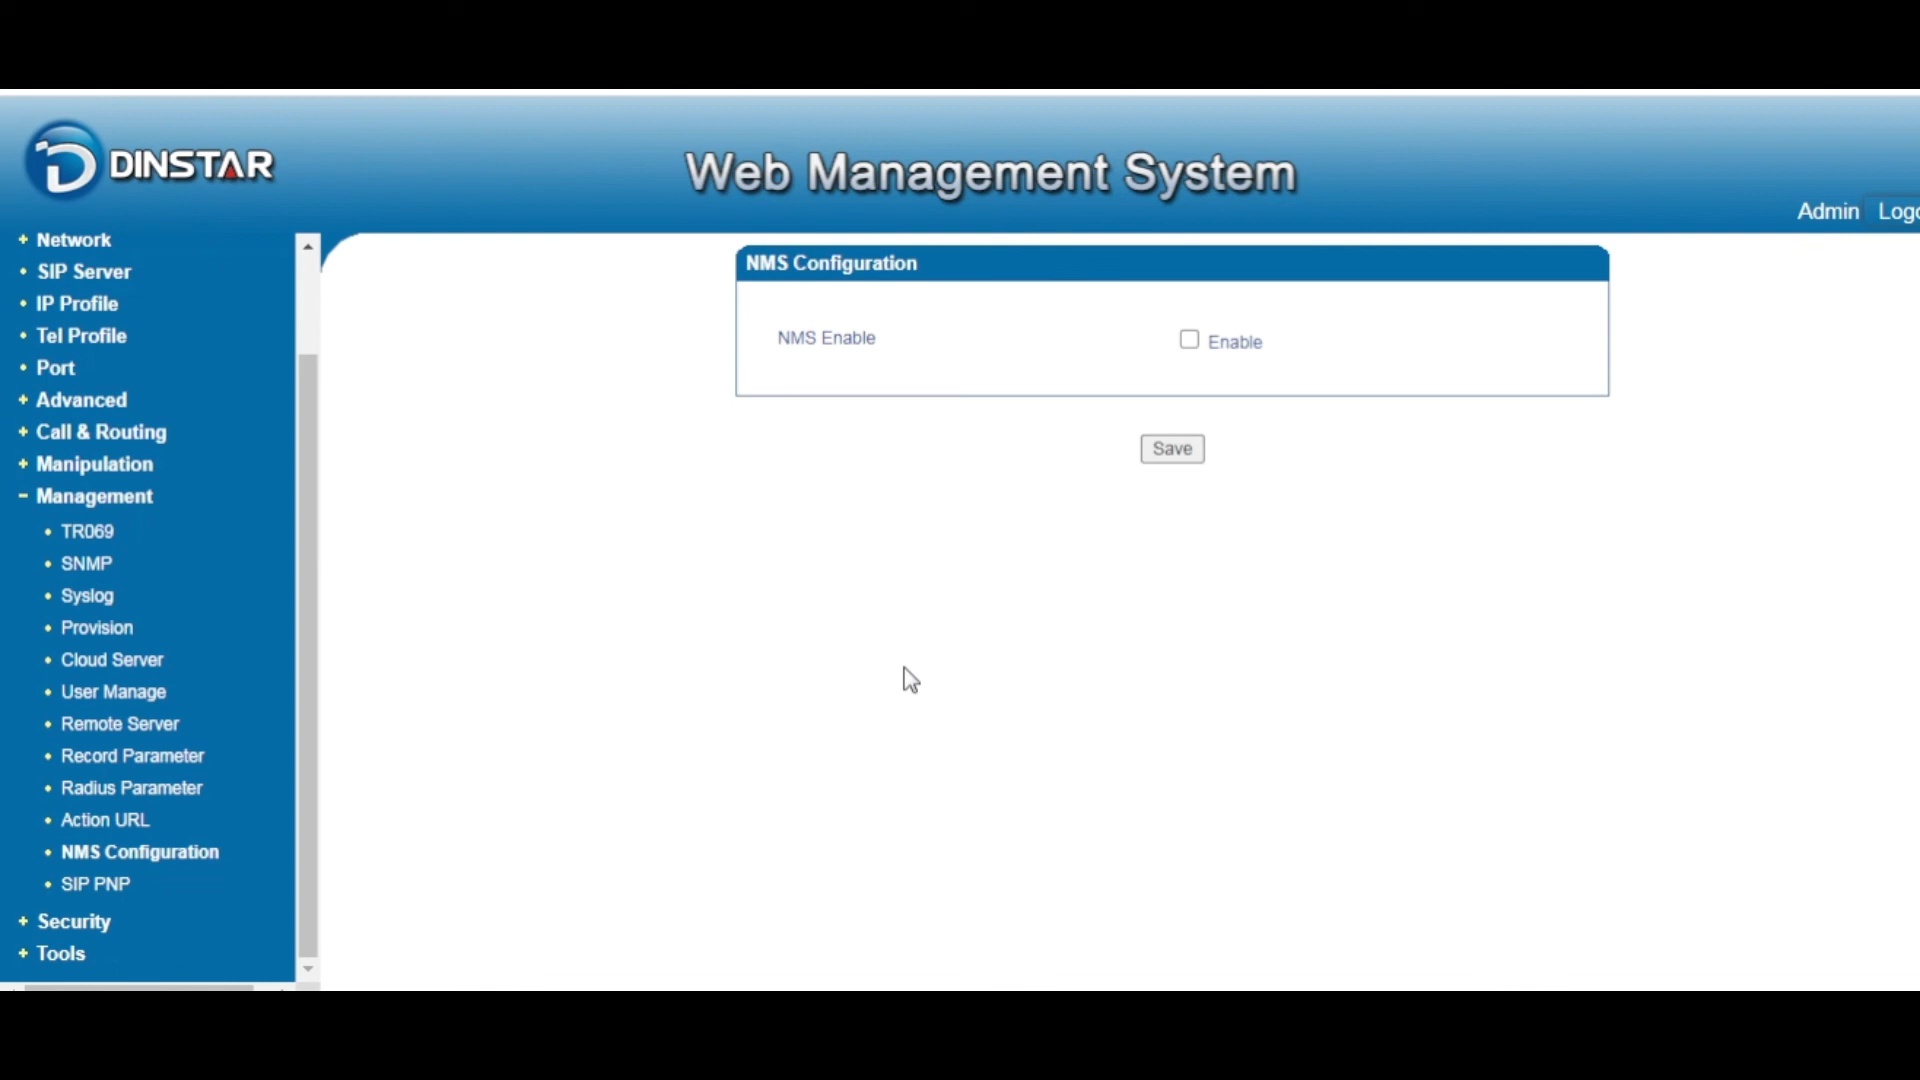 DINSTAR
Web Management System
Admin
Network
SIP Server
IP Profile
Tel Profile
Port
Advanced
Call & Routing
Manipulation
Management
TR069
SNMP
Syslog
Provision
Cloud Server
User Manage
Remote Server
Record Parameter
Radius Parameter
Action URL
NMS Configuration
SIP PNP
Security
Tools
NMS Configuration
NMS Enable
Enable
Save